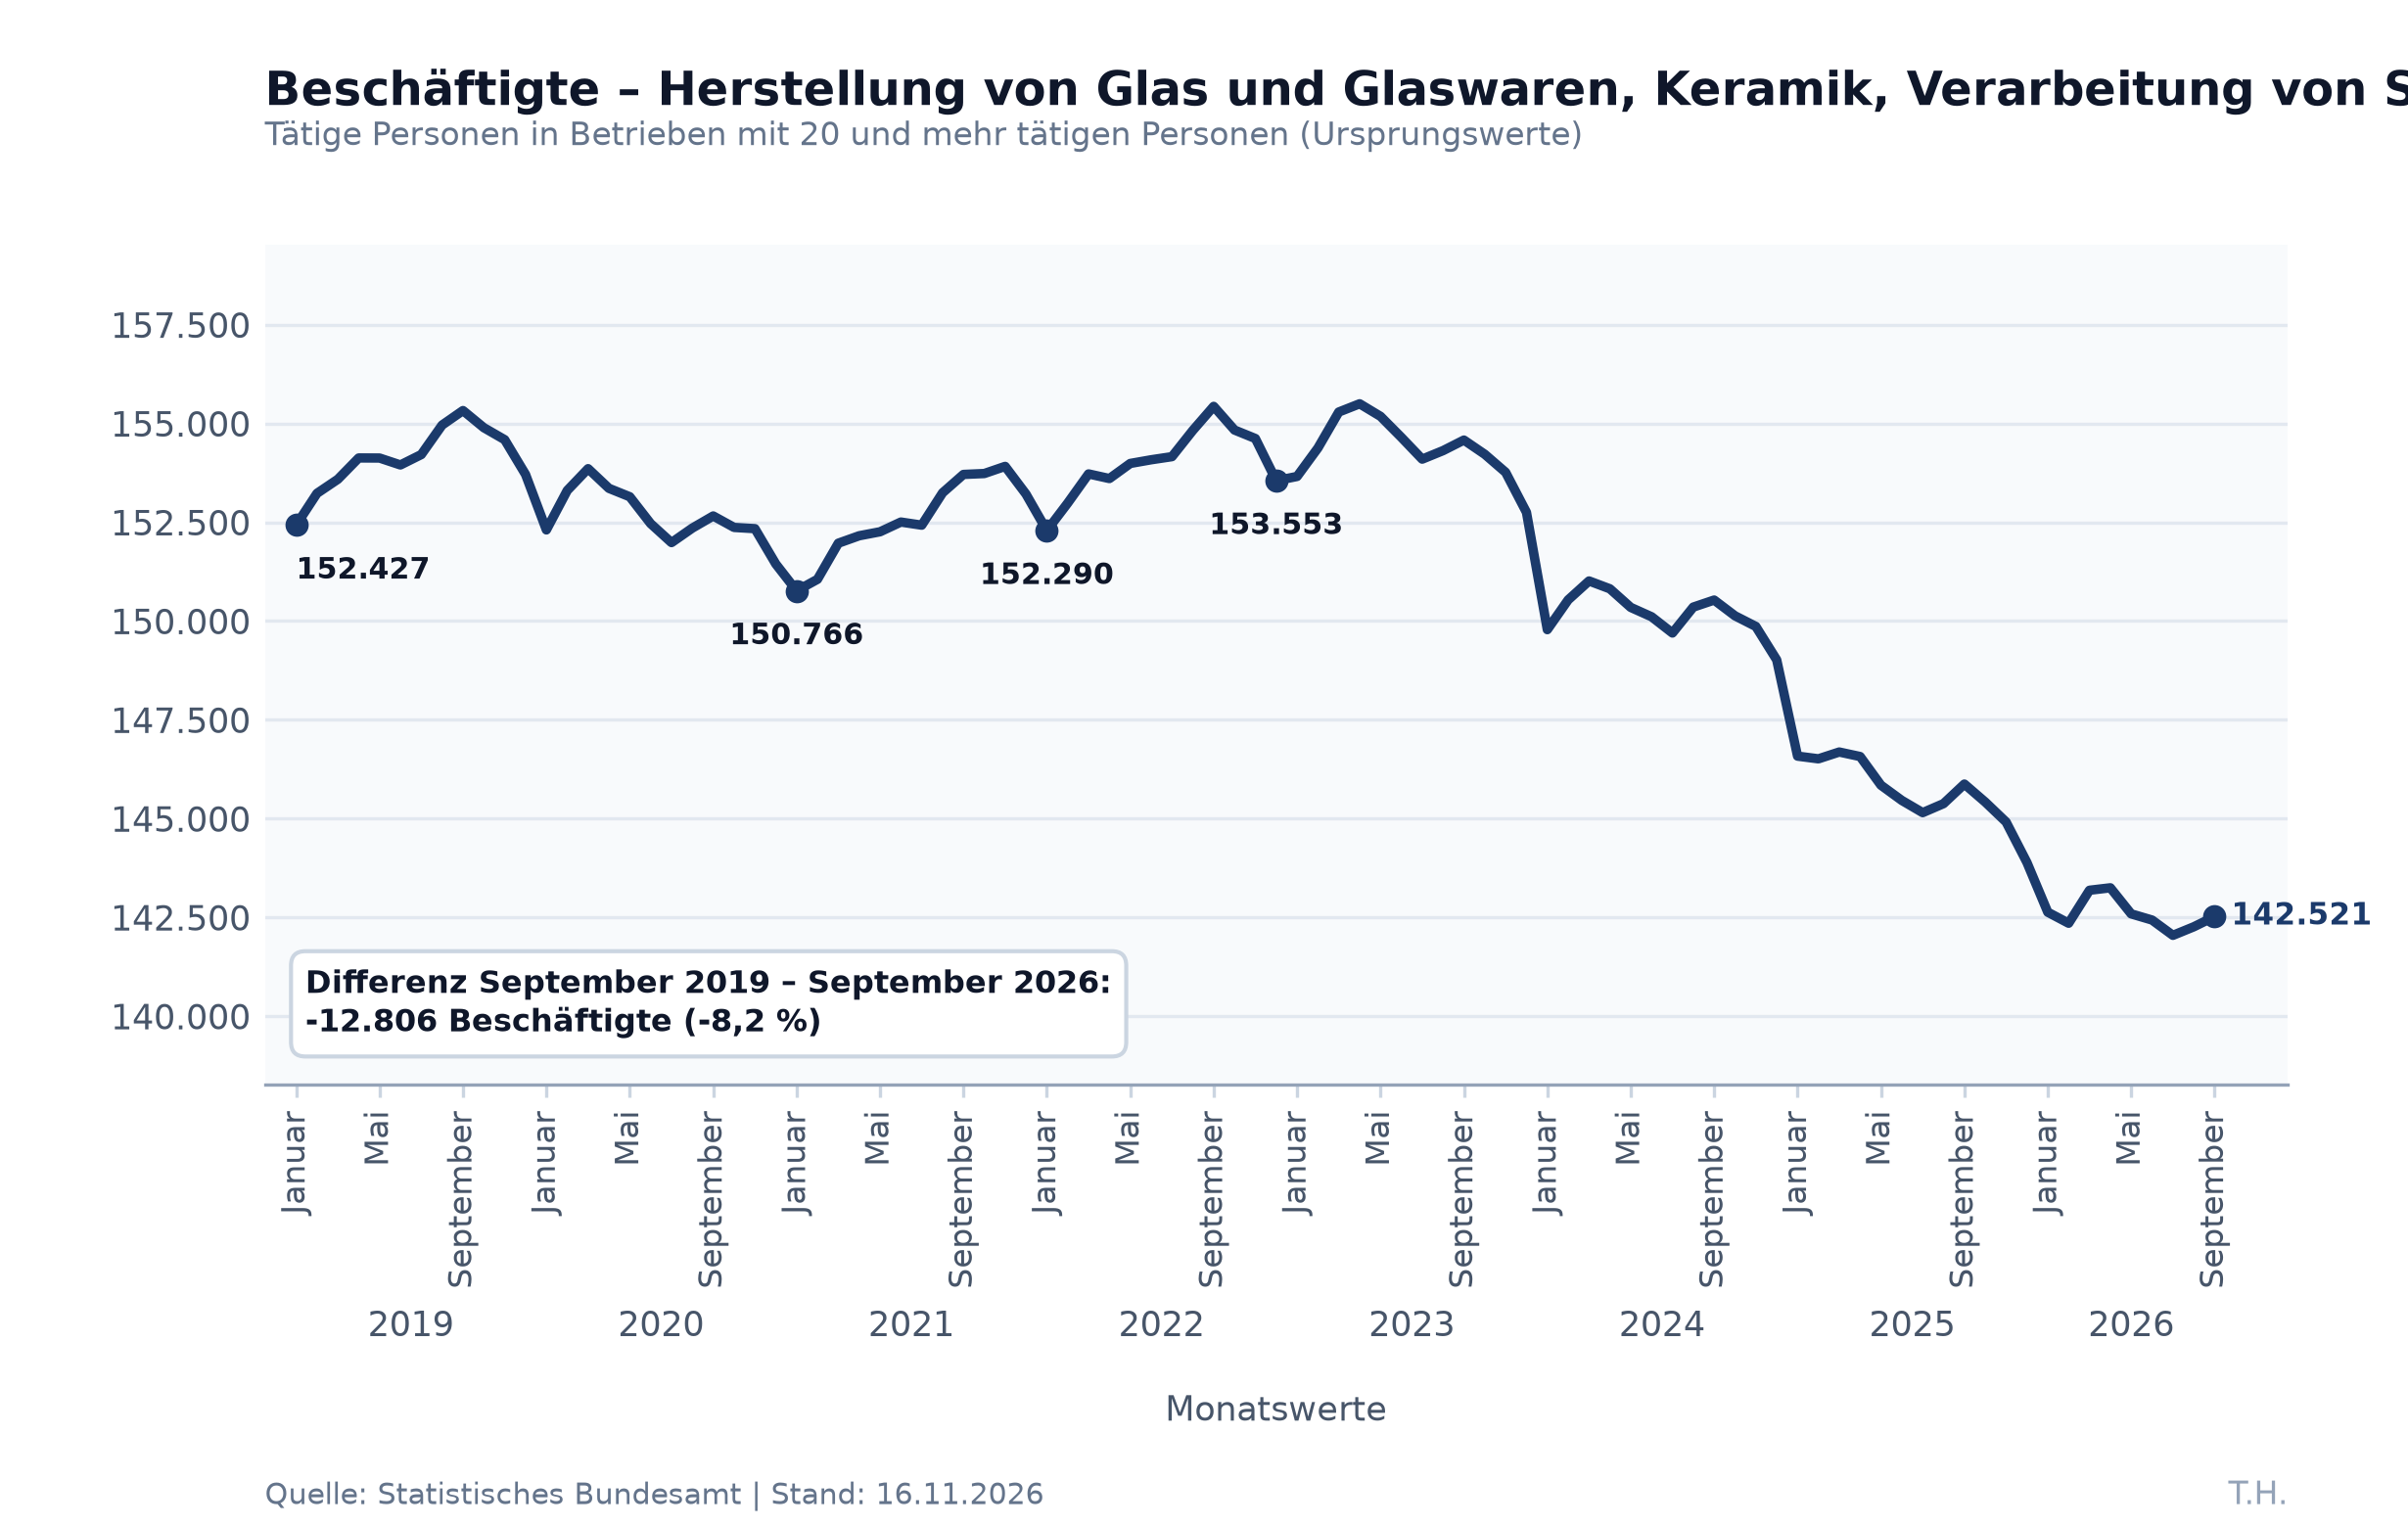 Beschäftigte – Herstellung von Glas und Glaswaren, Keramik, Verarbeitung von
Tätige Personen in Betrieben mit 20 und mehr tätigen Personen (Ursprungswerte)
157.500
155.000
152.500
150.000
147.500
145.000
142.500
140.000
152.427
150.766
152.290
153.553
142.521
Differenz September 2019 – September 2026:
-12.806 Beschäftigte (-8,2 %)
Januar Mai September Januar Mai September Januar Mai September Januar Mai September Januar Mai September Januar Mai September Januar Mai September Januar Mai September
2019 2020 2021 2022 2023 2024 2025 2026
Monatswerte
Quelle: Statistisches Bundesamt | Stand: 16.11.2026
T.H.